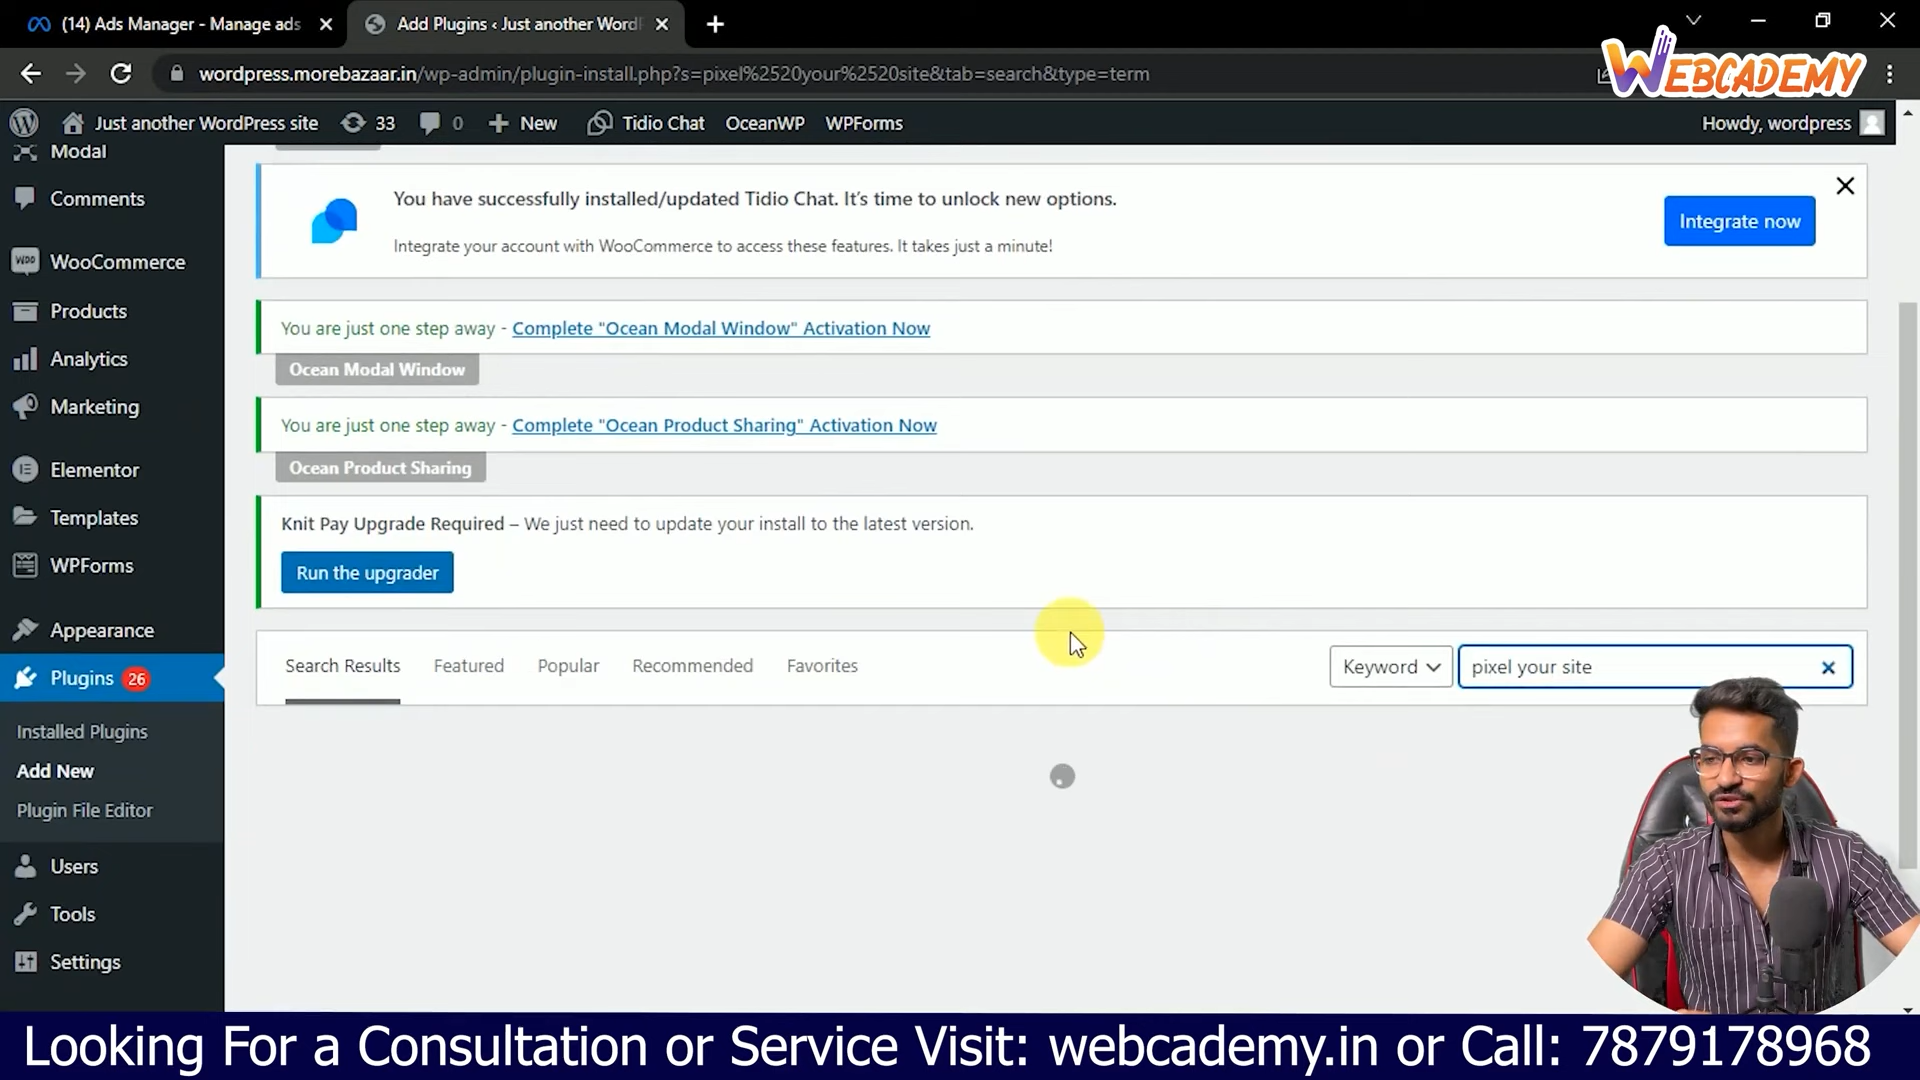 (14) Ads Manager - Manage ads
Add Plugins ‹ Just another Word
WEBCADEMY
wordpress.morebazaar.in/wp-admin/plugin-install.php?s=pixel%2520your%2520site&tab=search&type=term
Just another WordPress site 33 0 New Tidio Chat OceanWP WPForms Howdy, wordpress
Modal
Comments
WooCommerce
Products
Analytics
Marketing
Elementor
Templates
WPForms
Appearance
Plugins 26
Installed Plugins
Add New
Plugin File Editor
Users
Tools
Settings
You have successfully installed/updated Tidio Chat. It's time to unlock new options.
Integrate your account with WooCommerce to access these features. It takes just a minute!
Integrate now
You are just one step away - Complete "Ocean Modal Window" Activation Now
Ocean Modal Window
You are just one step away - Complete "Ocean Product Sharing" Activation Now
Ocean Product Sharing
Knit Pay Upgrade Required – We just need to update your install to the latest version.
Run the upgrader
Search Results Featured Popular Recommended Favorites Keyword pixel your site
Looking For a Consultation or Service Visit: webcademy.in or Call: 7879178968